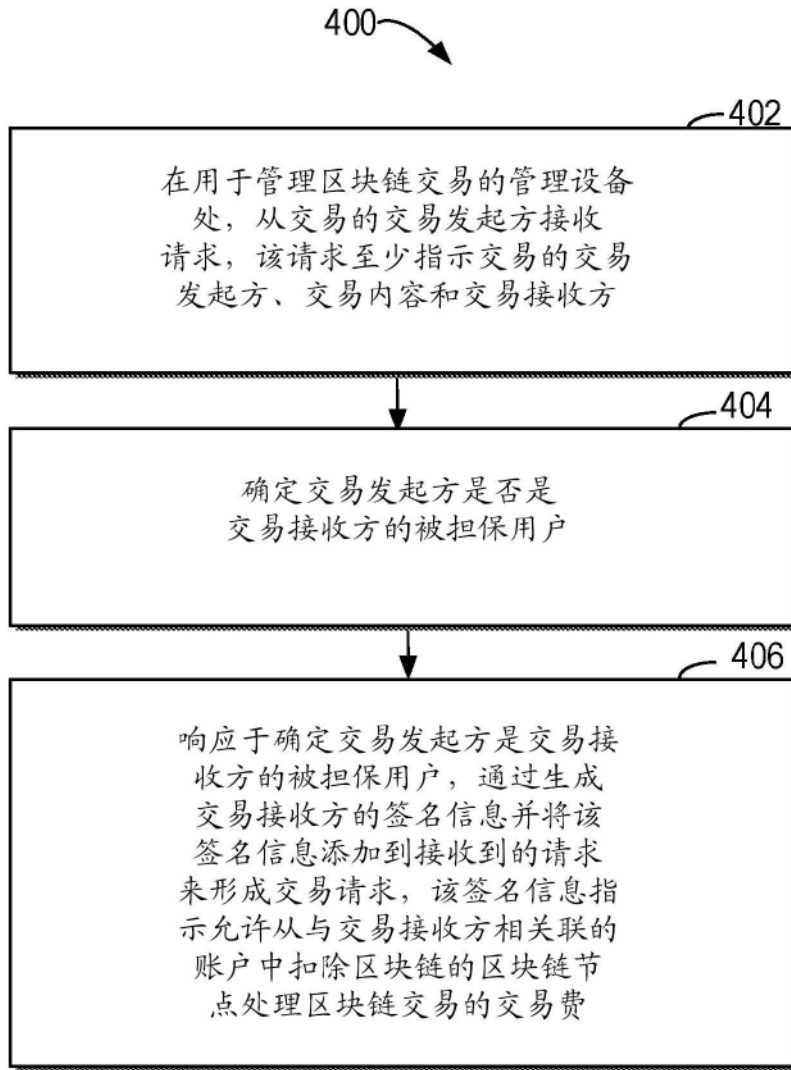 400
402
在用于管理区块链交易的管理设备
处，从交易的交易发起方接收
请求，该请求至少指示交易的交易
发起方、交易内容和交易接收方
404
确定交易发起方是否是
交易接收方的被担保用户
406
响应于确定交易发起方是交易接
收方的被担保用户，通过生成
交易接收方的签名信息并将该
签名信息添加到接收到的请求
来形成交易请求，该签名信息指
示允许从与交易接收方相关联的
账户中扣除区块链的区块链节
点处理区块链交易的交易费